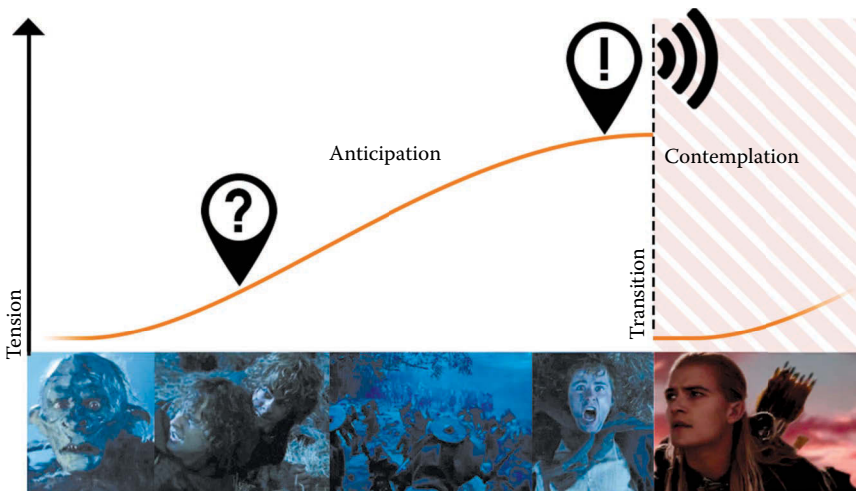 ?
!
Anticipation
Contemplation
Tension
Transition